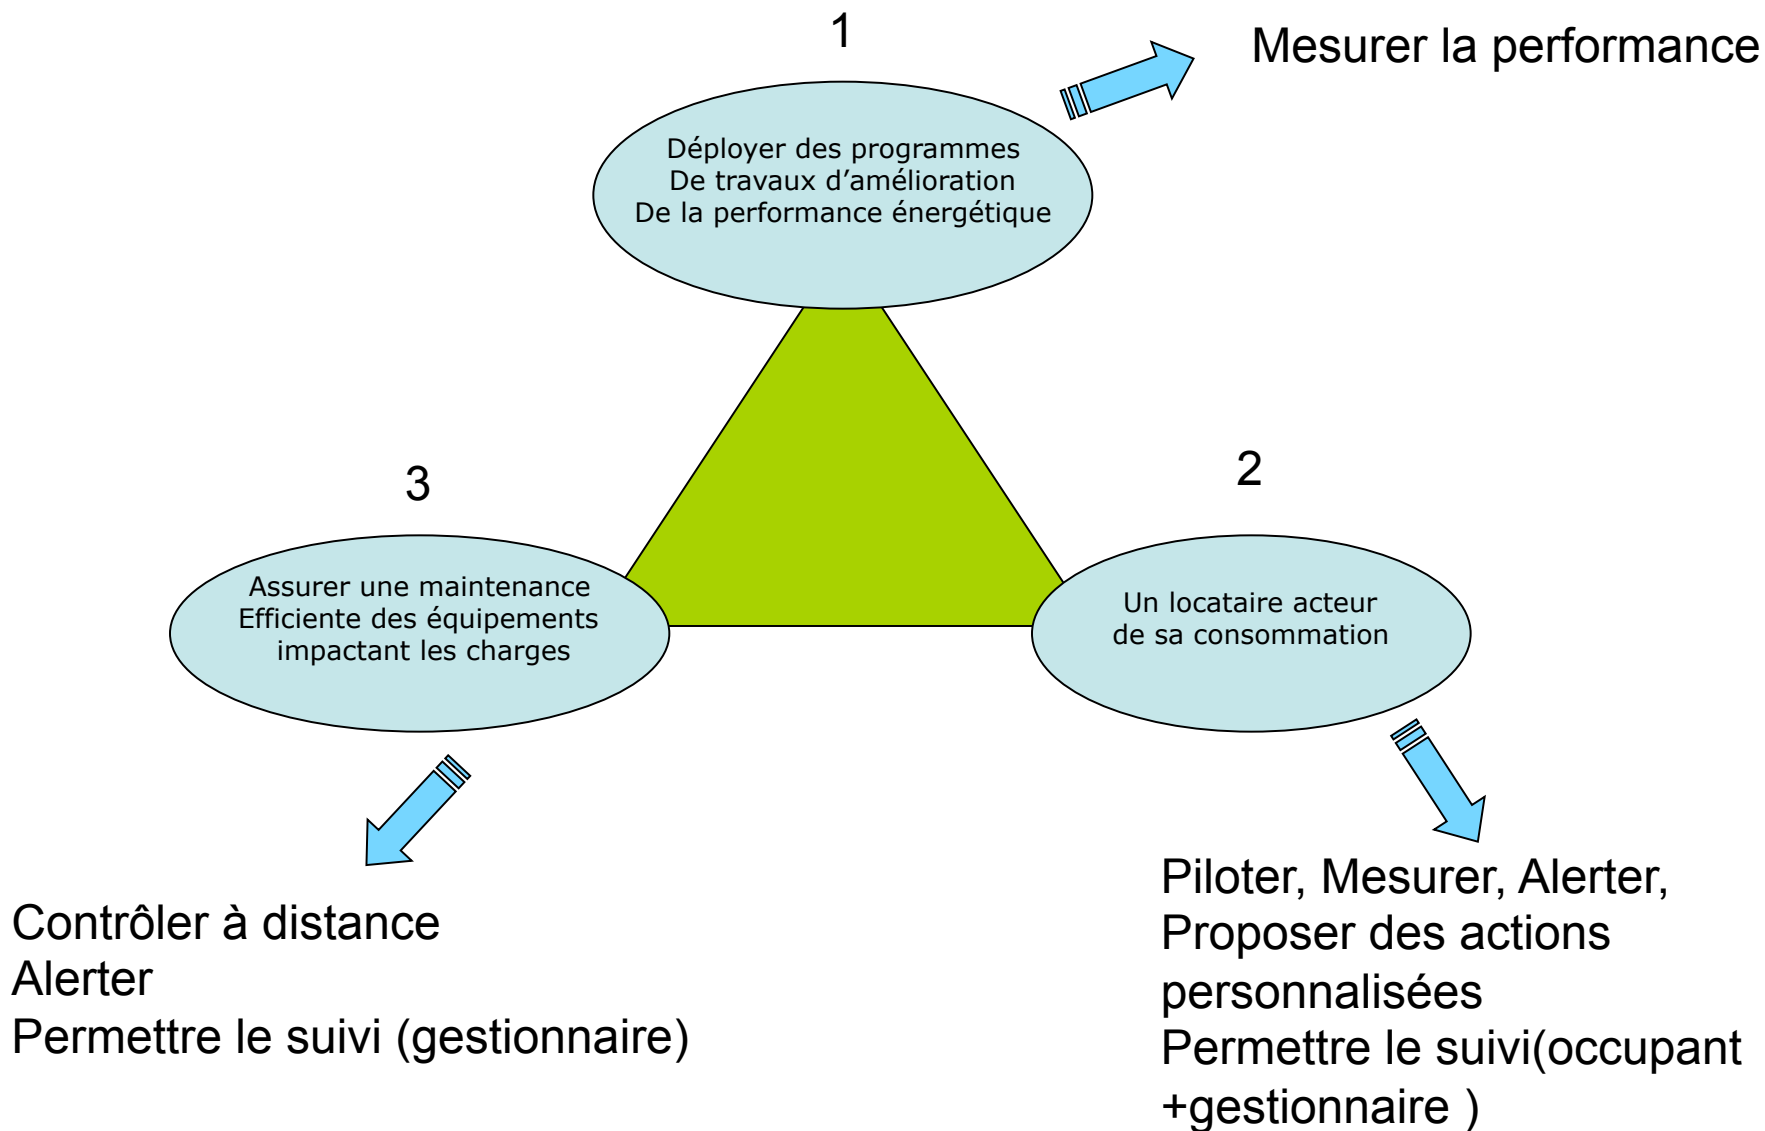 1
Mesurer la performance
Déployer des programmes
De travaux d’amélioration
De la performance énergétique
3
2
Assurer une maintenance
Efficiente des équipements
impactant les charges
Un locataire acteur
de sa consommation
Contrôler à distance
Alerter
Permettre le suivi (gestionnaire)
Piloter, Mesurer, Alerter,
Proposer des actions
personnalisées
Permettre le suivi(occupant
+gestionnaire )